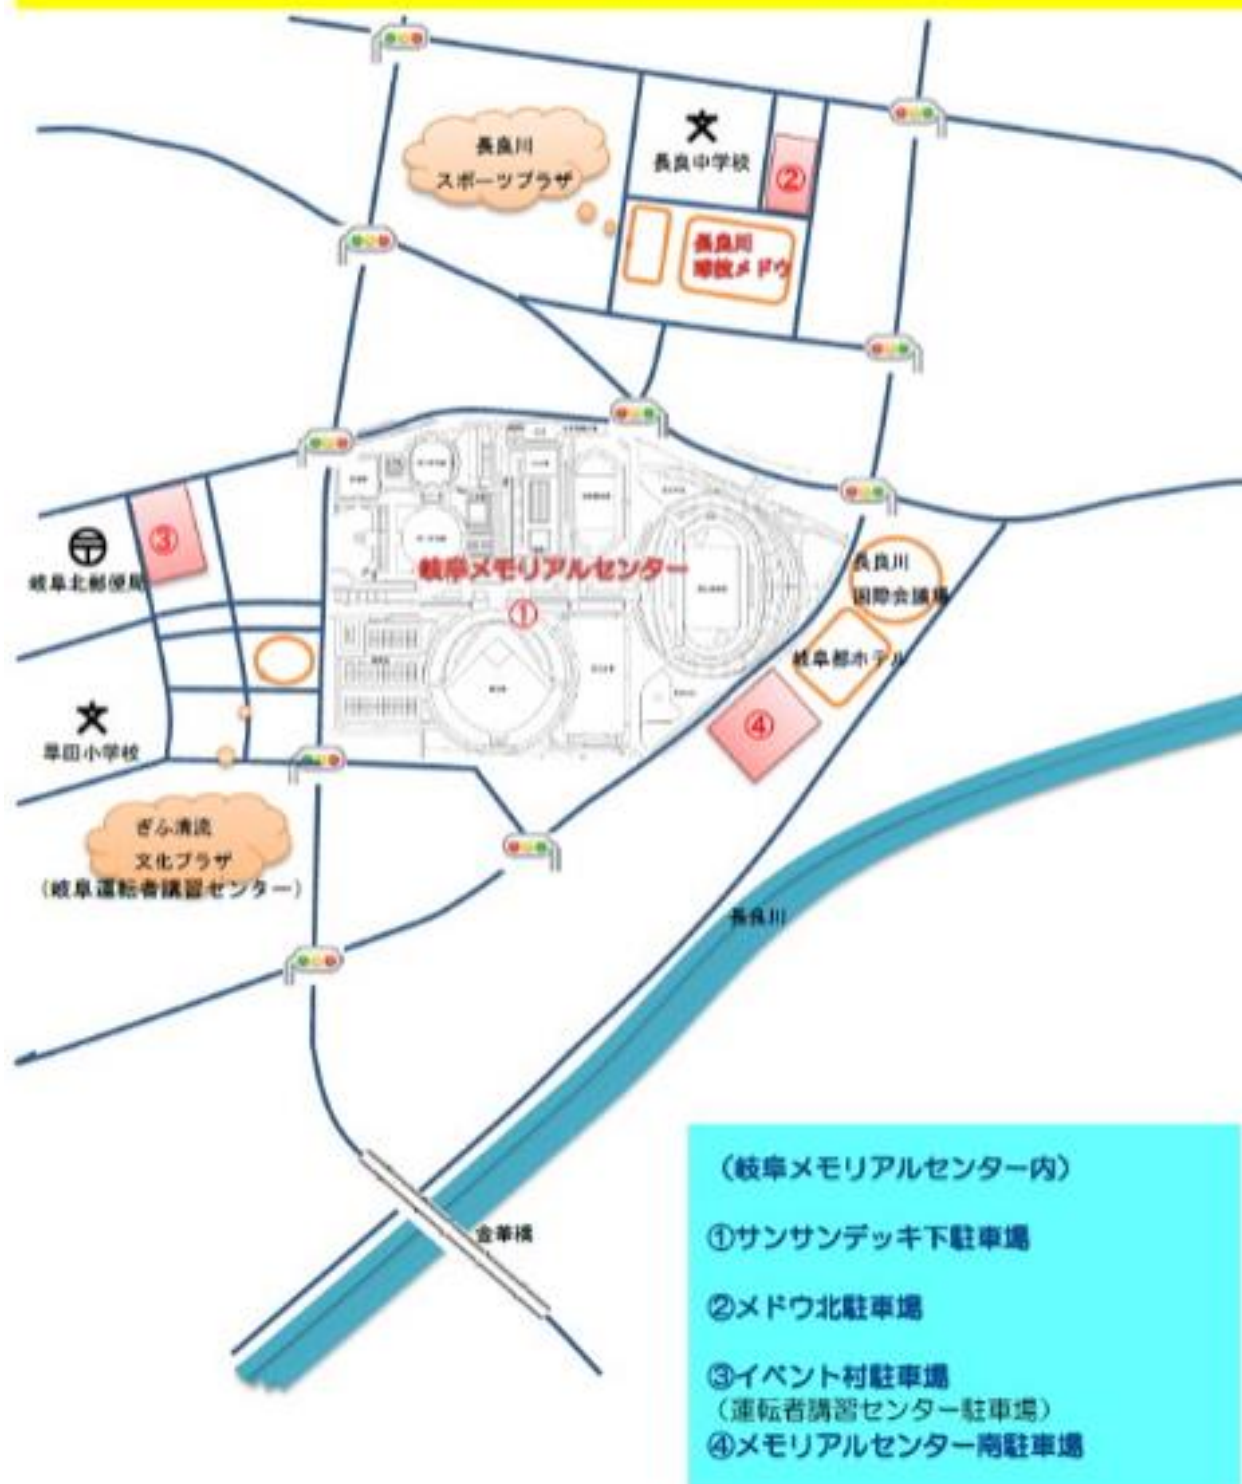 長良川
スポーツプラザ
長良中学校
②
長良川
球技メドウ
③
岐阜北郵便局
岐阜メモリアルセンター
①
長良川
国際会議場
岐阜都ホテル
④
早田小学校
ぎふ清流
文化プラザ
(岐阜運転者講習センター)
長良川
金華橋
（岐阜メモリアルセンター内）
①サンサンデッキ下駐車場
②メドウ北駐車場
③イベント村駐車場
（運転者講習センター駐車場）
④メモリアルセンター南駐車場